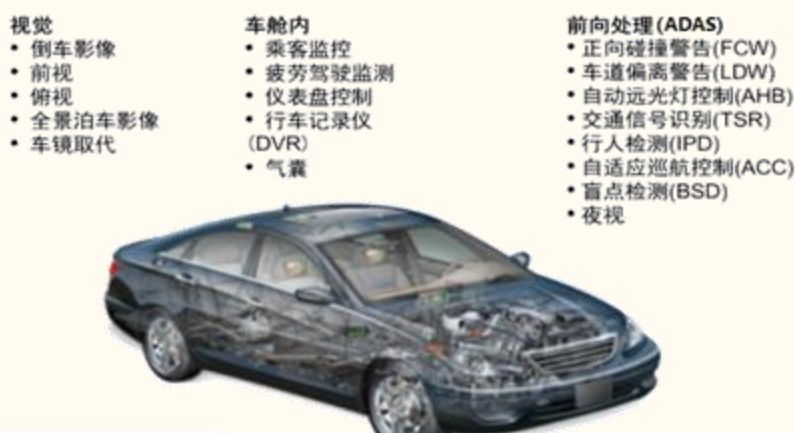 视觉
• 倒车影像
• 前视
• 俯视
• 全景泊车影像
• 车镜取代
车舱内
• 乘客监控
• 疲劳驾驶监测
• 仪表盘控制
• 行车记录仪
(DVR)
• 气囊
前向处理(ADAS)
• 正向碰撞警告(FCW)
• 车道偏离警告(LDW)
• 自动远光灯控制(AHB)
• 交通信号识别(TSR)
• 行人检测(IPD)
• 自适应巡航控制(ACC)
• 盲点检测(BSD)
• 夜视